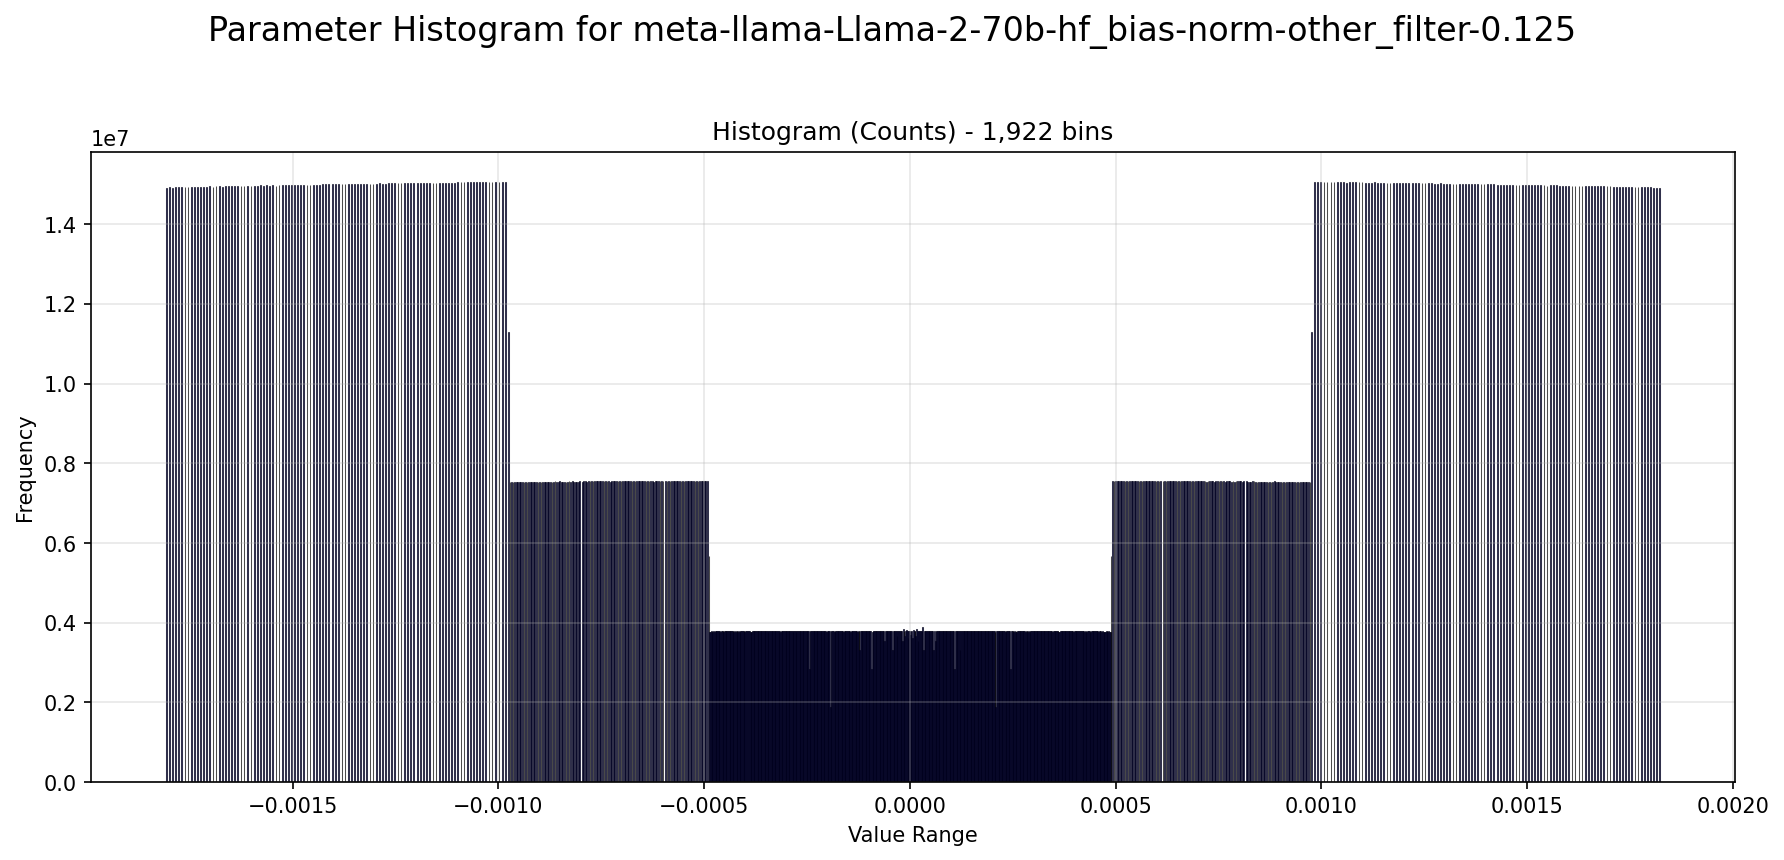 Parameter Histogram for meta-llama-Llama-2-70b-hf_bias-norm-other_filter-0.125
Histogram (Counts) - 1,922 bins
1e7
1.4
1.2
1.0
0.8
0.6
0.4
0.2
0.0
Frequency
−0.0015 −0.0010 −0.0005 0.0000 0.0005 0.0010 0.0015 0.0020
Value Range